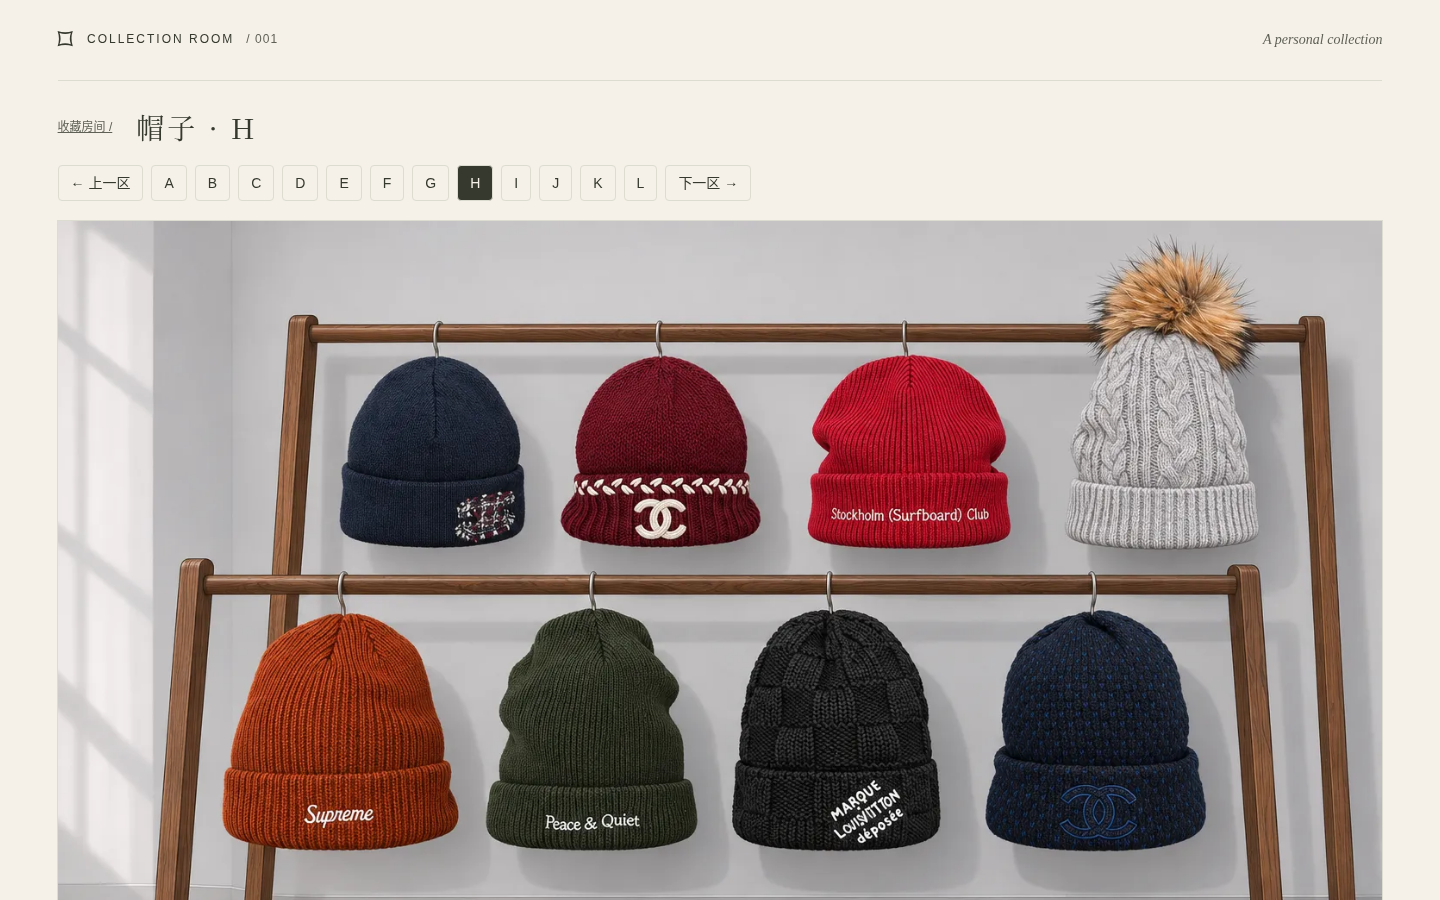 COLLECTION ROOM / 001
A personal collection
收藏房间 /
帽子 · H
← 上一区 A B C D E F G H I J K L 下一区 →
Stockholm (Surfboard) Club
Supreme
Peace & Quiet
MARQUE
LOUIS VUITTON
déposée